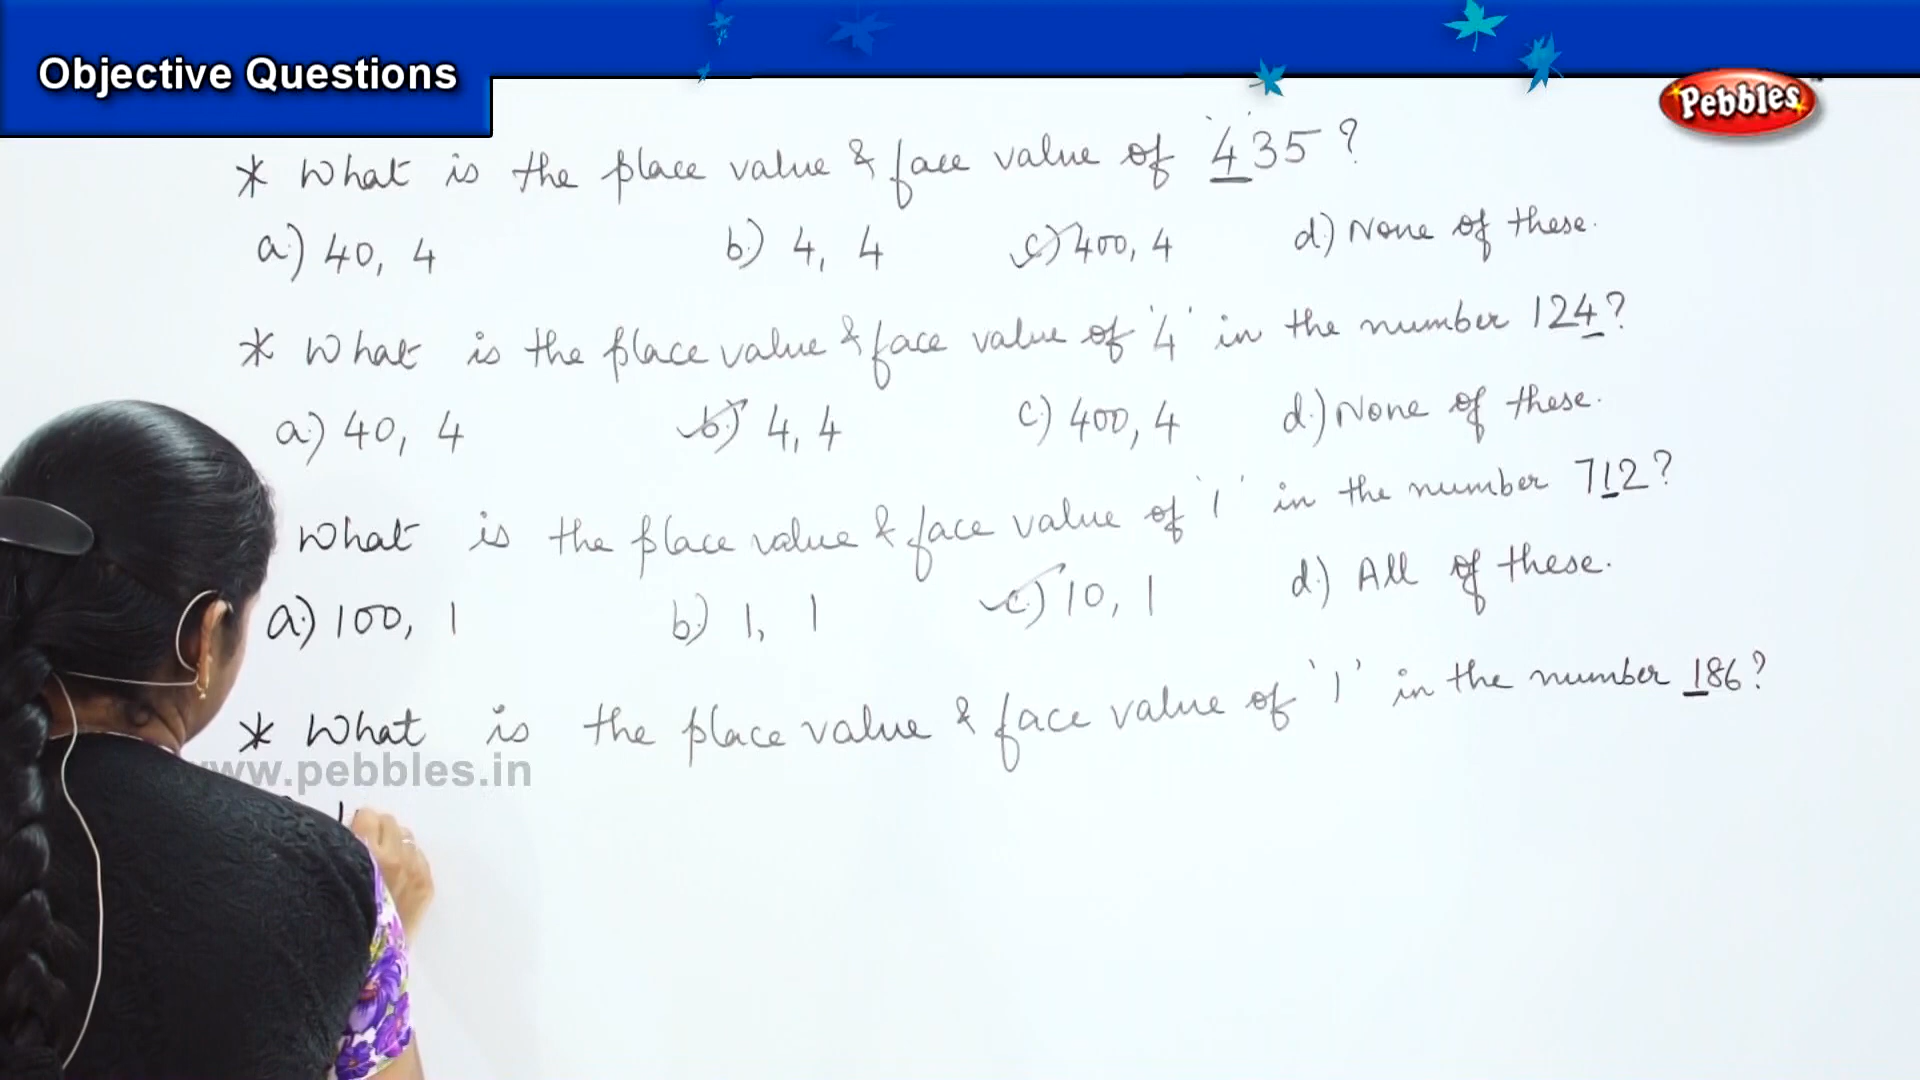 Objective Questions
Pebbles
* What is the place value & face value of '4'35?
a.) 40, 4 b.) 4, 4 c.) 400, 4 d.) None of these.
* What is the place value & face value of '4' in the number 124?
a.) 40, 4 b.) 4, 4 c.) 400, 4 d.) None of these.
What is the place value & face value of '1' in the number 712?
a.) 100, 1 b.) 1, 1 c.) 10, 1 d.) All of these.
* What is the place value & face value of '1' in the number 186?
www.pebbles.in